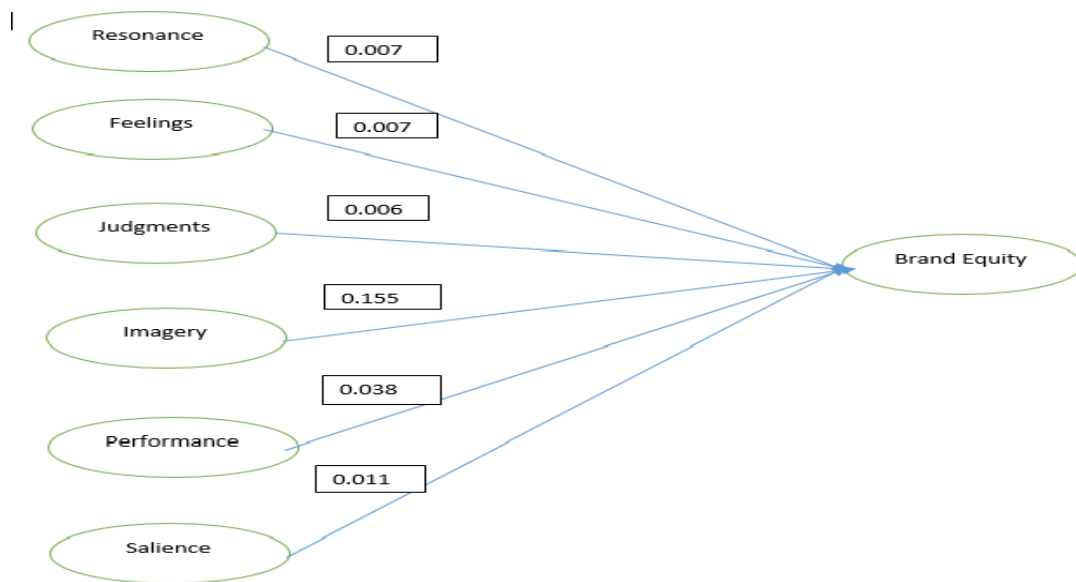 Resonance
0.007
Feelings
0.007
Judgments
0.006
Brand Equity
Imagery
0.155
Performance
0.038
Salience
0.011